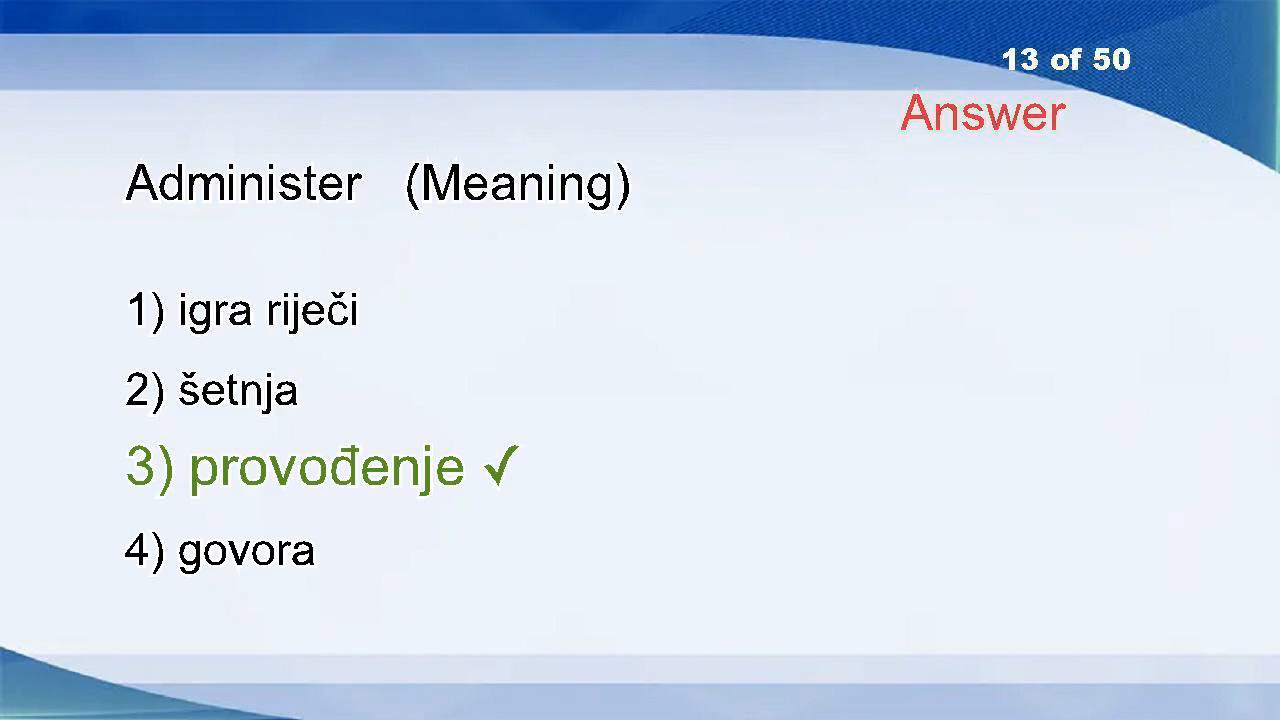 13 of 50
Answer
Administer (Meaning)
1) igra riječi
2) šetnja
3) provođenje ✓
4) govora